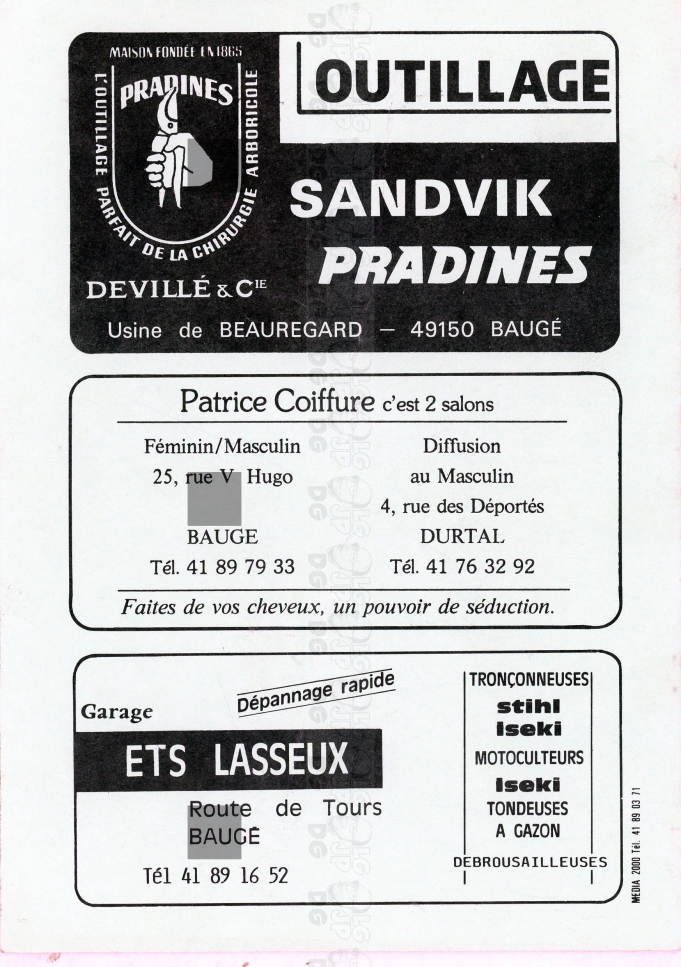 MAISON FONDÉE EN 1865
PRADINES
L'OUTILLAGE PARFAIT DE LA CHIRURGIE ARBORICOLE
DEVILLÉ & CIE
OUTILLAGE
SANDVIK
PRADINES
Usine de BEAUREGARD — 49150 BAUGÉ
Patrice Coiffure c'est 2 salons
Féminin/Masculin
25, rue V Hugo
BAUGE
Tél. 41 89 79 33
Diffusion
au Masculin
4, rue des Déportés
DURTAL
Tél. 41 76 32 92
Faites de vos cheveux, un pouvoir de séduction.
Garage
Dépannage rapide
ETS LASSEUX
Route de Tours
BAUGÉ
Tél 41 89 16 52
TRONÇONNEUSES
stihl
Iseki
MOTOCULTEURS
Iseki
TONDEUSES
A GAZON
DEBROUSAILLEUSES
MEDIA 2000 Tél. 41 89 03 71